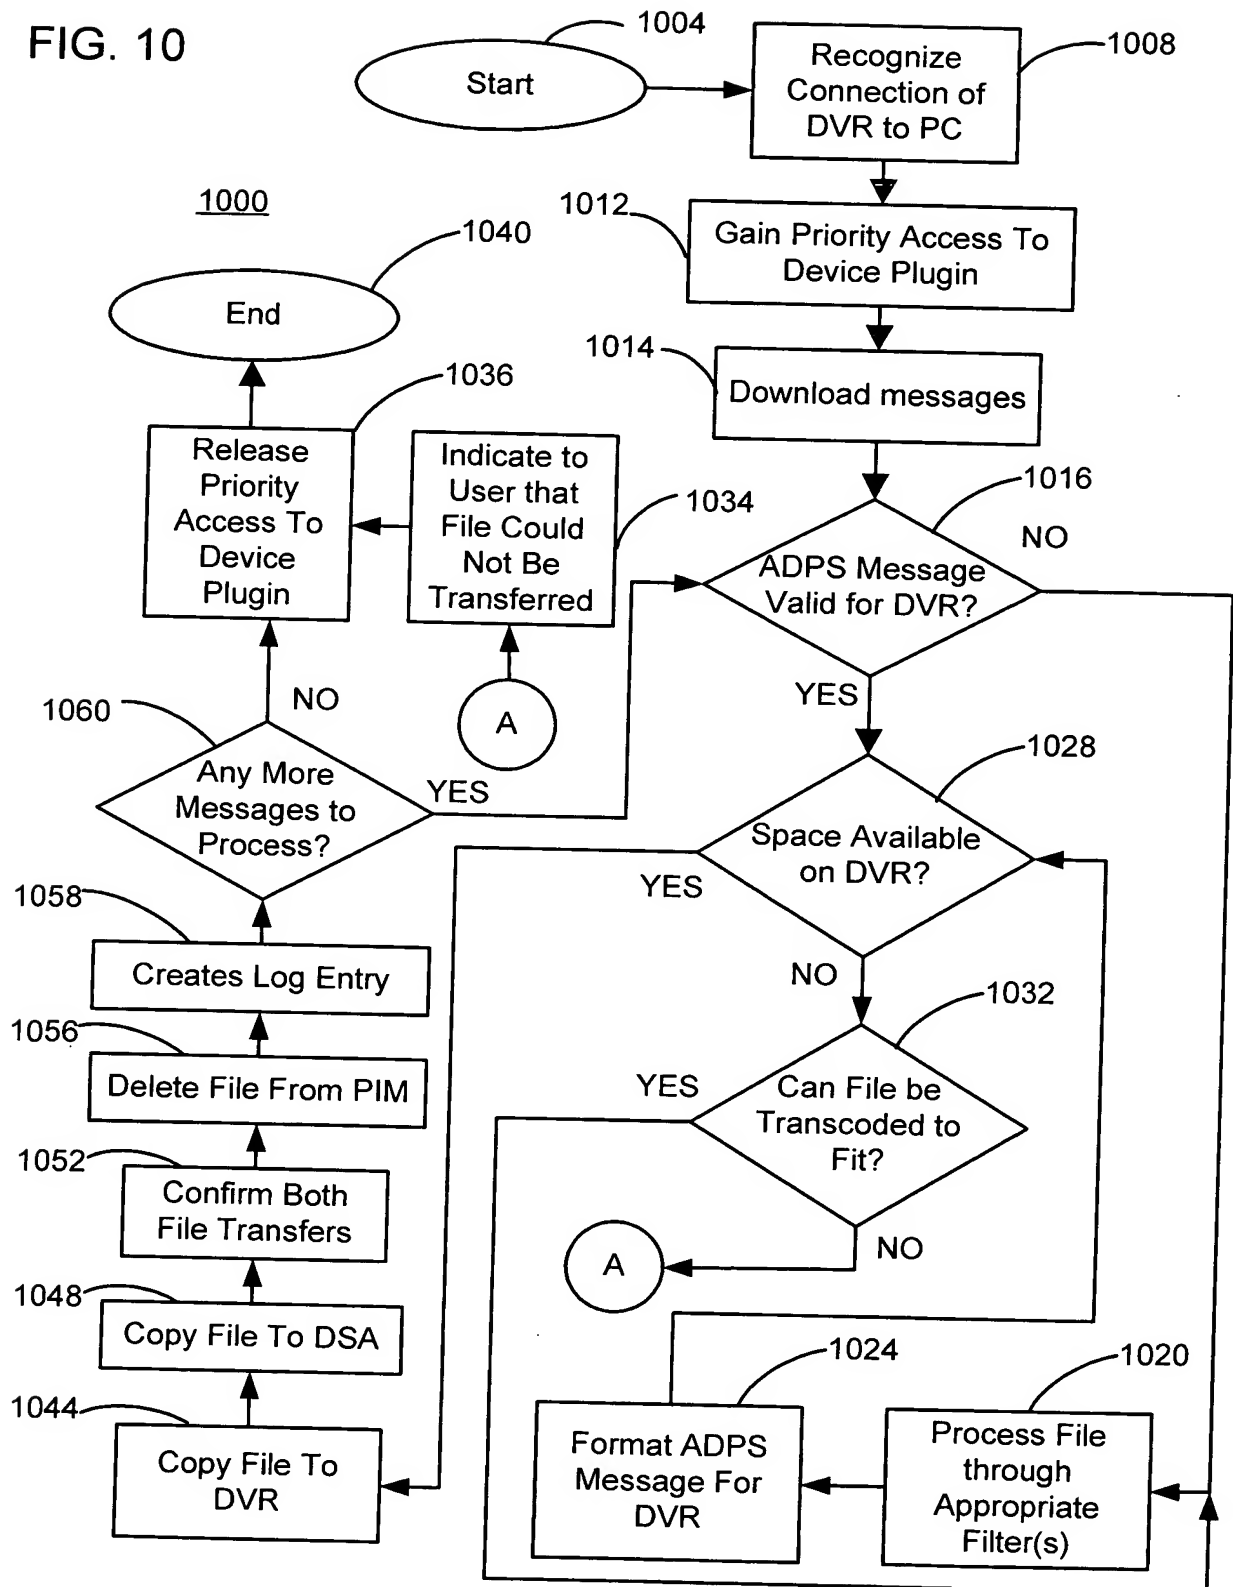 FIG. 10
1004
Start
1008
Recognize
Connection of
DVR to PC
1000
1012
Gain Priority Access To
Device Plugin
1040
End
1014
Download messages
1036
Release
Priority
Access To
Device
Plugin
Indicate to
User that
File Could
Not Be
Transferred
1034
1016
ADPS Message
Valid for DVR?
NO
YES
A
1060
NO
Any More
Messages to
Process?
YES
1028
Space Available
on DVR?
YES
NO
1058
Creates Log Entry
1032
Can File be
Transcoded to
Fit?
YES
NO
A
1056
Delete File From PIM
1052
Confirm Both
File Transfers
1048
Copy File To DSA
1044
Copy File To
DVR
1024
Format ADPS
Message For
DVR
1020
Process File
through
Appropriate
Filter(s)